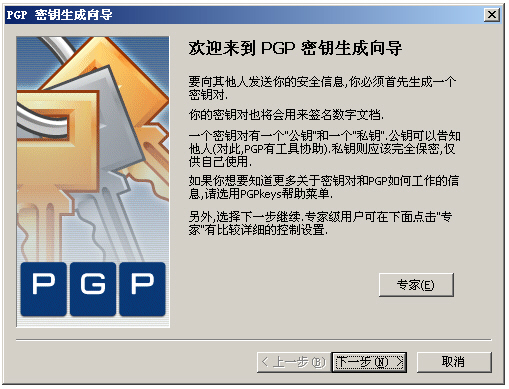 PGP 密钥生成向导
欢迎来到 PGP 密钥生成向导
要向其他人发送你的安全信息,你必须首先生成一个
密钥对.
你的密钥对也将会用来签名数字文档.
一个密钥对有一个"公钥"和一个"私钥".公钥可以告知
他人(对此,PGP有工具协助).私钥则应该完全保密,仅
供自己使用.
如果你想要知道更多关于密钥对和PGP如何工作的信
息,请选用PGPkeys帮助菜单.
另外,选择下一步继续.专家级用户可在下面点击"专
家"有比较详细的控制设置.
PGP
专家(E)
< 上一步(B)
下一步(N) >
取消